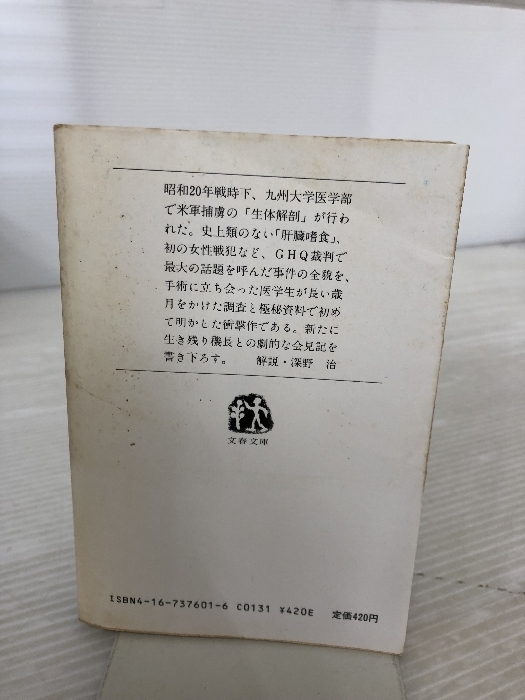 昭和20年戦時下、九州大学医学部
で米軍捕虜の「生体解剖」が行わ
れた。史上類のない「肝臓嗜食」、
初の女性戦犯など、GHQ裁判で
最大の話題を呼んだ事件の全貌を、
手術に立ち会った医学生が長い歳
月をかけた調査と極秘資料で初め
て明かした衝撃作である。新たに
生き残り機長との劇的な会見記を
書き下ろす。　解説・深野　治
文春文庫
ISBN4-16-737601-6 C0131 ¥420E 定価420円